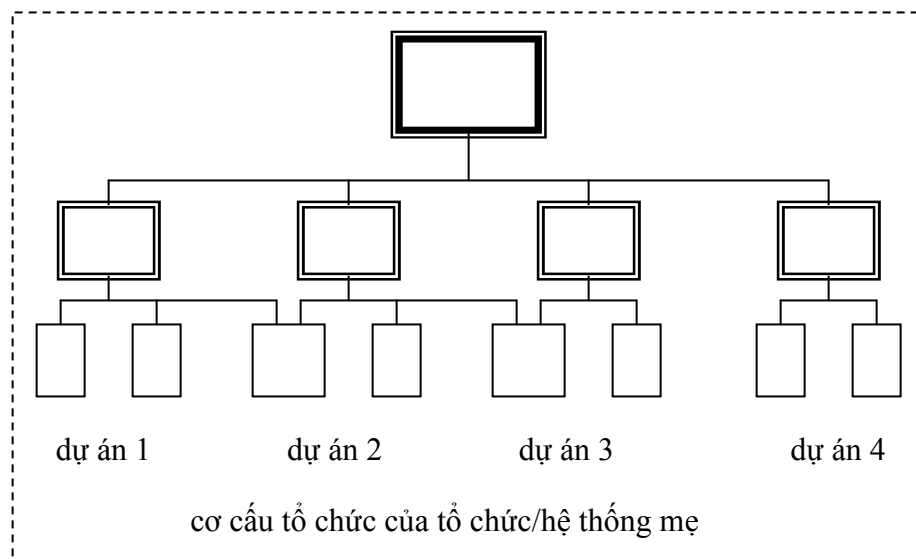 dự án 1 dự án 2 dự án 3 dự án 4
cơ cấu tổ chức của tổ chức/hệ thống mẹ